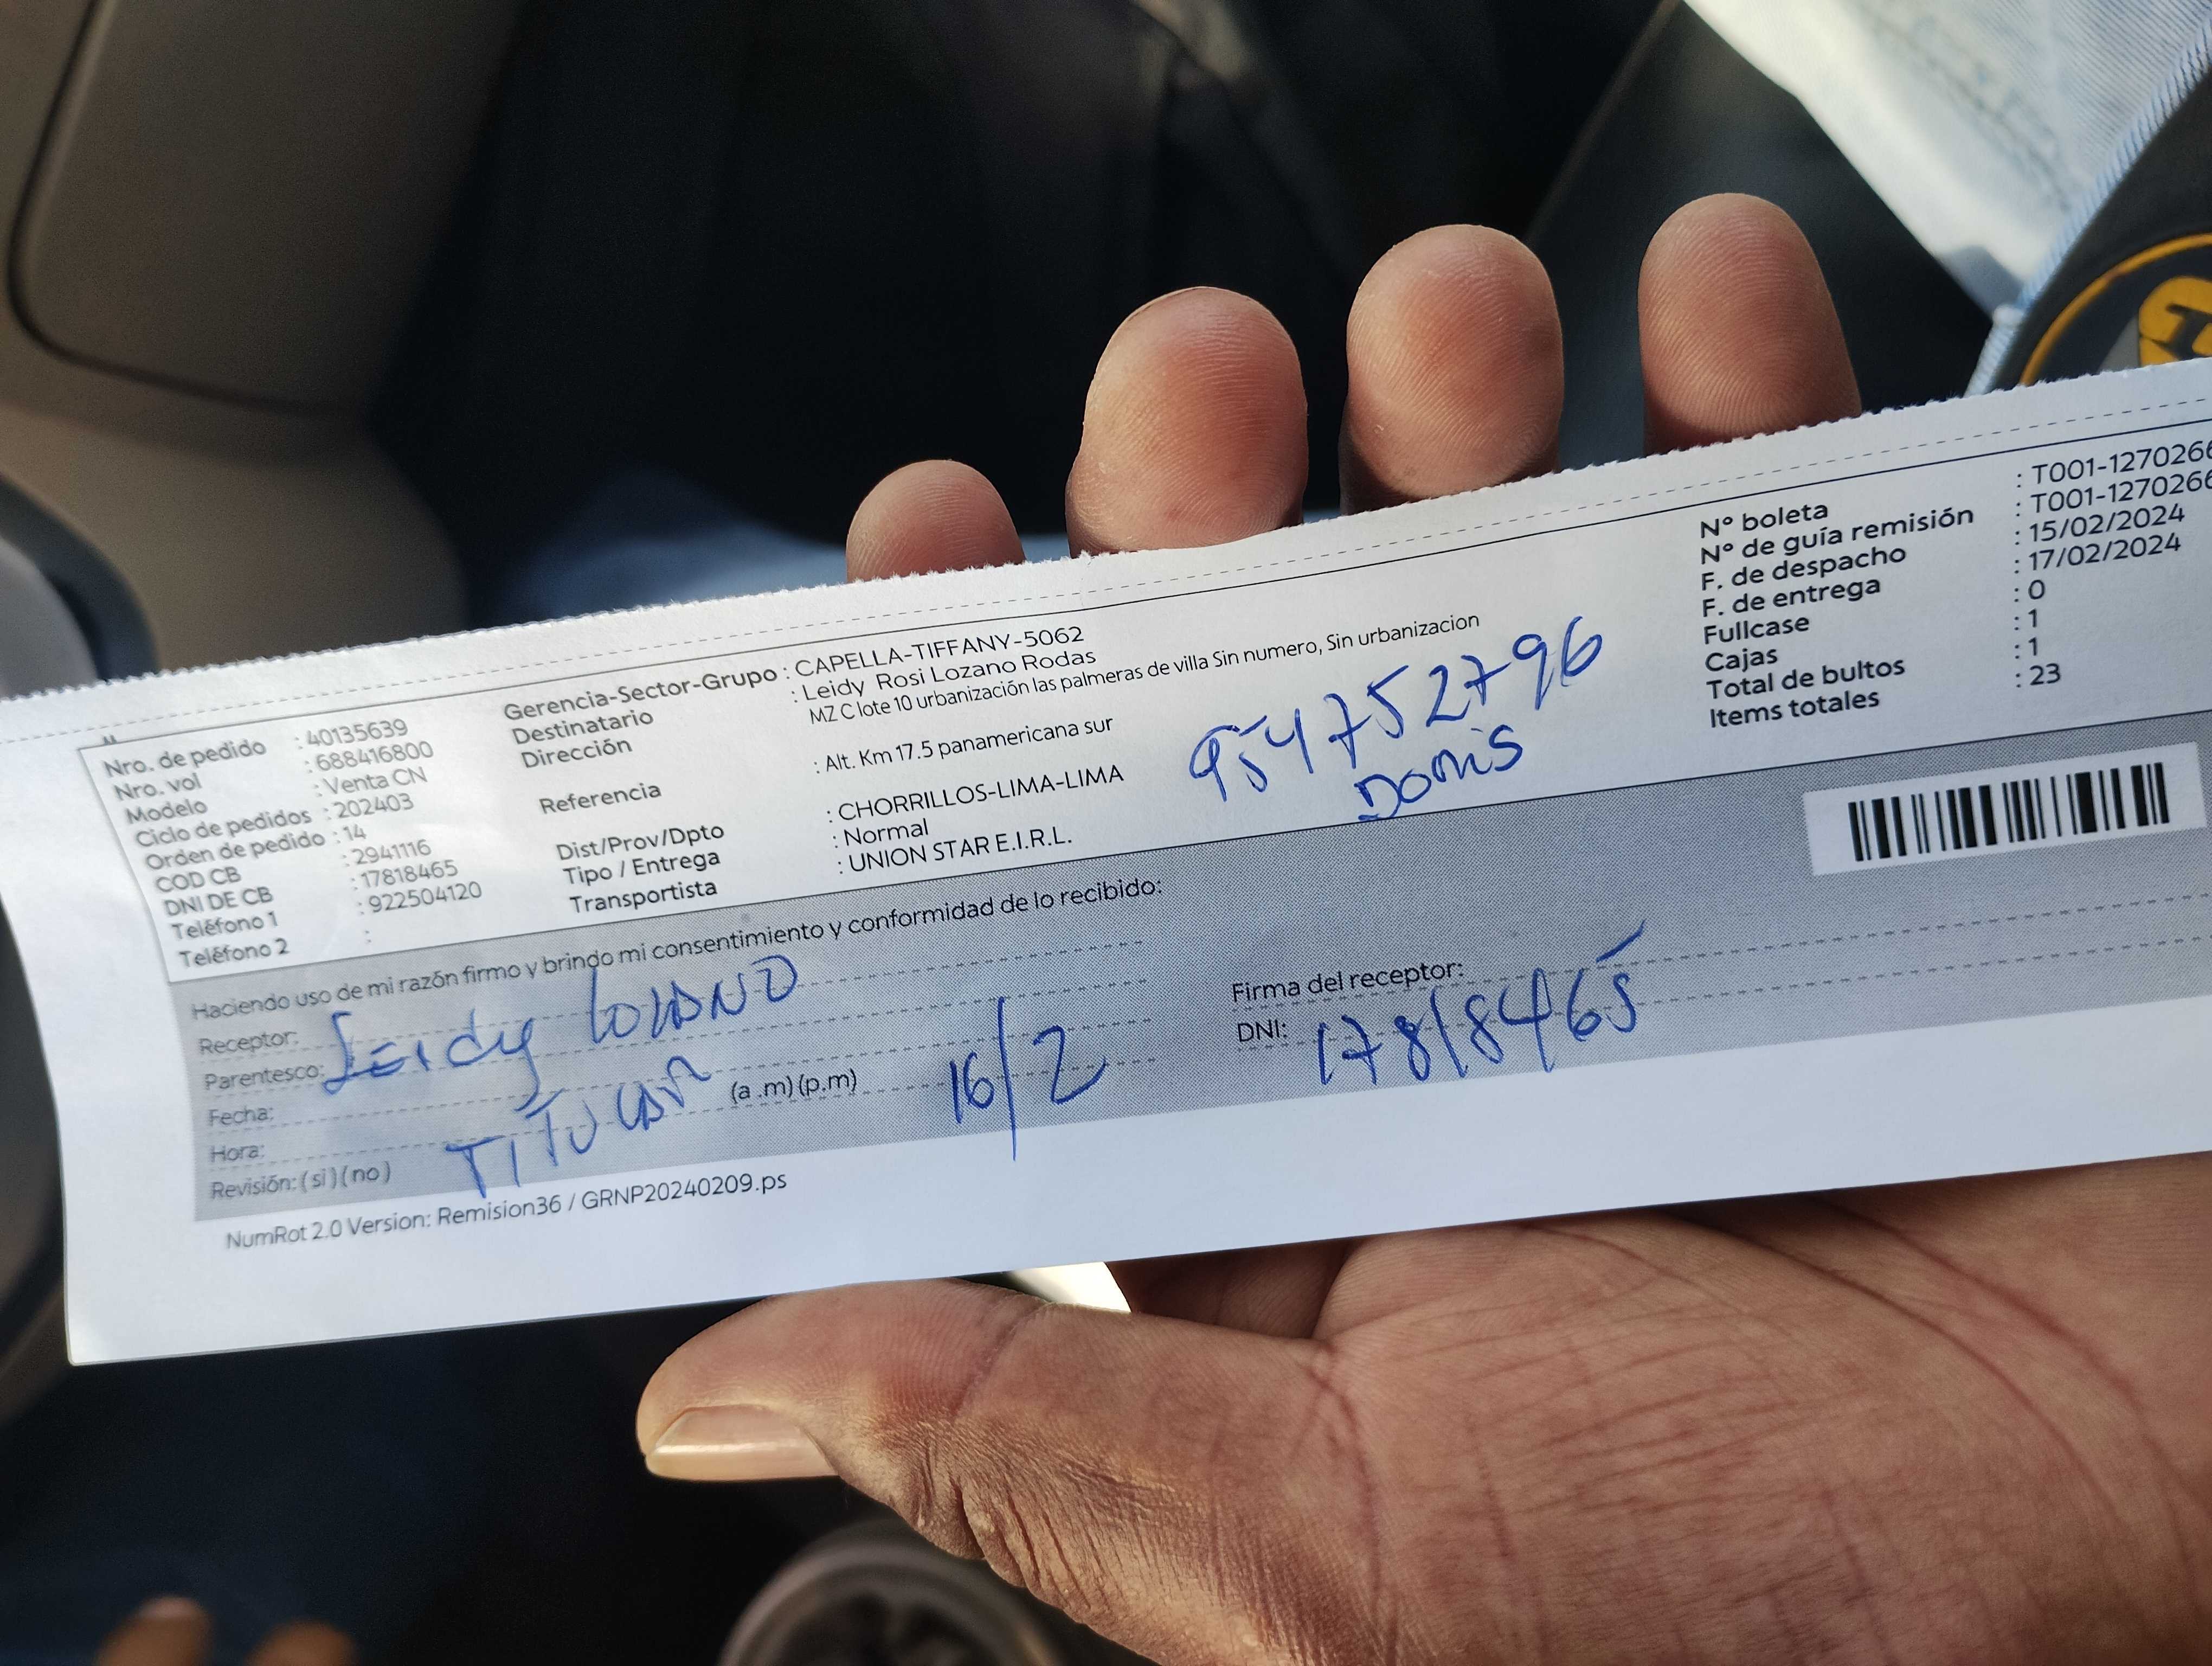 Nro. de pedido : 40135639
Nro. vol : 688416800
Modelo : Venta CN
Ciclo de pedidos : 202403
Orden de pedido : 14
COD CB : 2941116
DNI DE CB : 17818465
Teléfono 1 : 922504120
Teléfono 2 :
Gerencia-Sector-Grupo : CAPELLA-TIFFANY-5062
Destinatario : Leidy Rosi Lozano Rodas
Dirección MZ C lote 10 urbanización las palmeras de villa Sin numero, Sin urbanizacion
Referencia : Alt. Km 17.5 panamericana sur
Dist/Prov/Dpto : CHORRILLOS-LIMA-LIMA
Tipo / Entrega : Normal
Transportista : UNION STAR E.I.R.L.
954752796
DORIS
N° boleta : T001-1270266
N° de guía remisión : T001-1270266
F. de despacho : 15/02/2024
F. de entrega : 17/02/2024
Fullcase : 0
Cajas : 1
Total de bultos : 1
Items totales : 23
Haciendo uso de mi razón firmo y brindo mi consentimiento y conformidad de lo recibido:
Receptor: Leidy Lozano
Parentesco:
Fecha:
Hora: (a .m) (p.m) 16/2
Revisión: (si) (no) TITULAR
Firma del receptor:
DNI: 17818465
NumRot 2.0 Version: Remision36 / GRNP20240209.ps